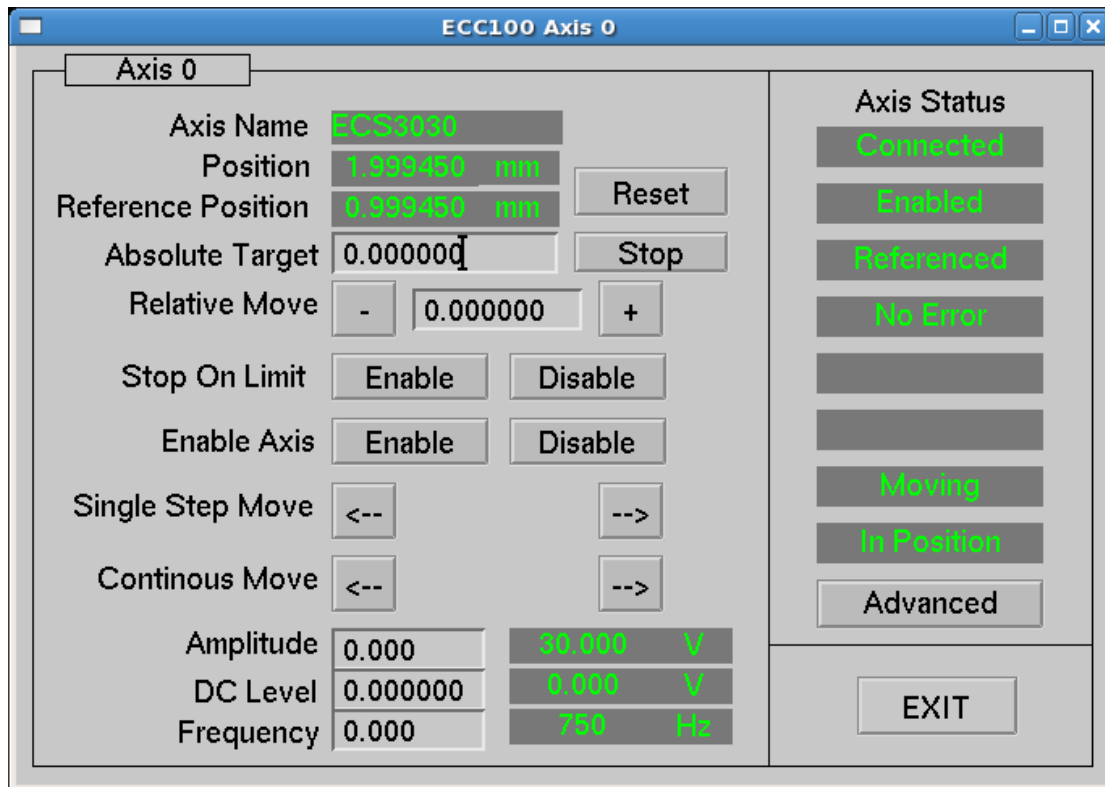 ECC100 Axis 0
Axis 0
Axis Name ECS3030
Position 1.999450 mm
Reference Position 0.999450 mm
Reset
Absolute Target 0.000000
Stop
Relative Move - 0.000000 +
Stop On Limit Enable Disable
Enable Axis Enable Disable
Single Step Move <-- -->
Continous Move <-- -->
Amplitude 0.000 30.000 V
DC Level 0.000000 0.000 V
Frequency 0.000 750 Hz
Axis Status
Connected
Enabled
Referenced
No Error
Moving
In Position
Advanced
EXIT